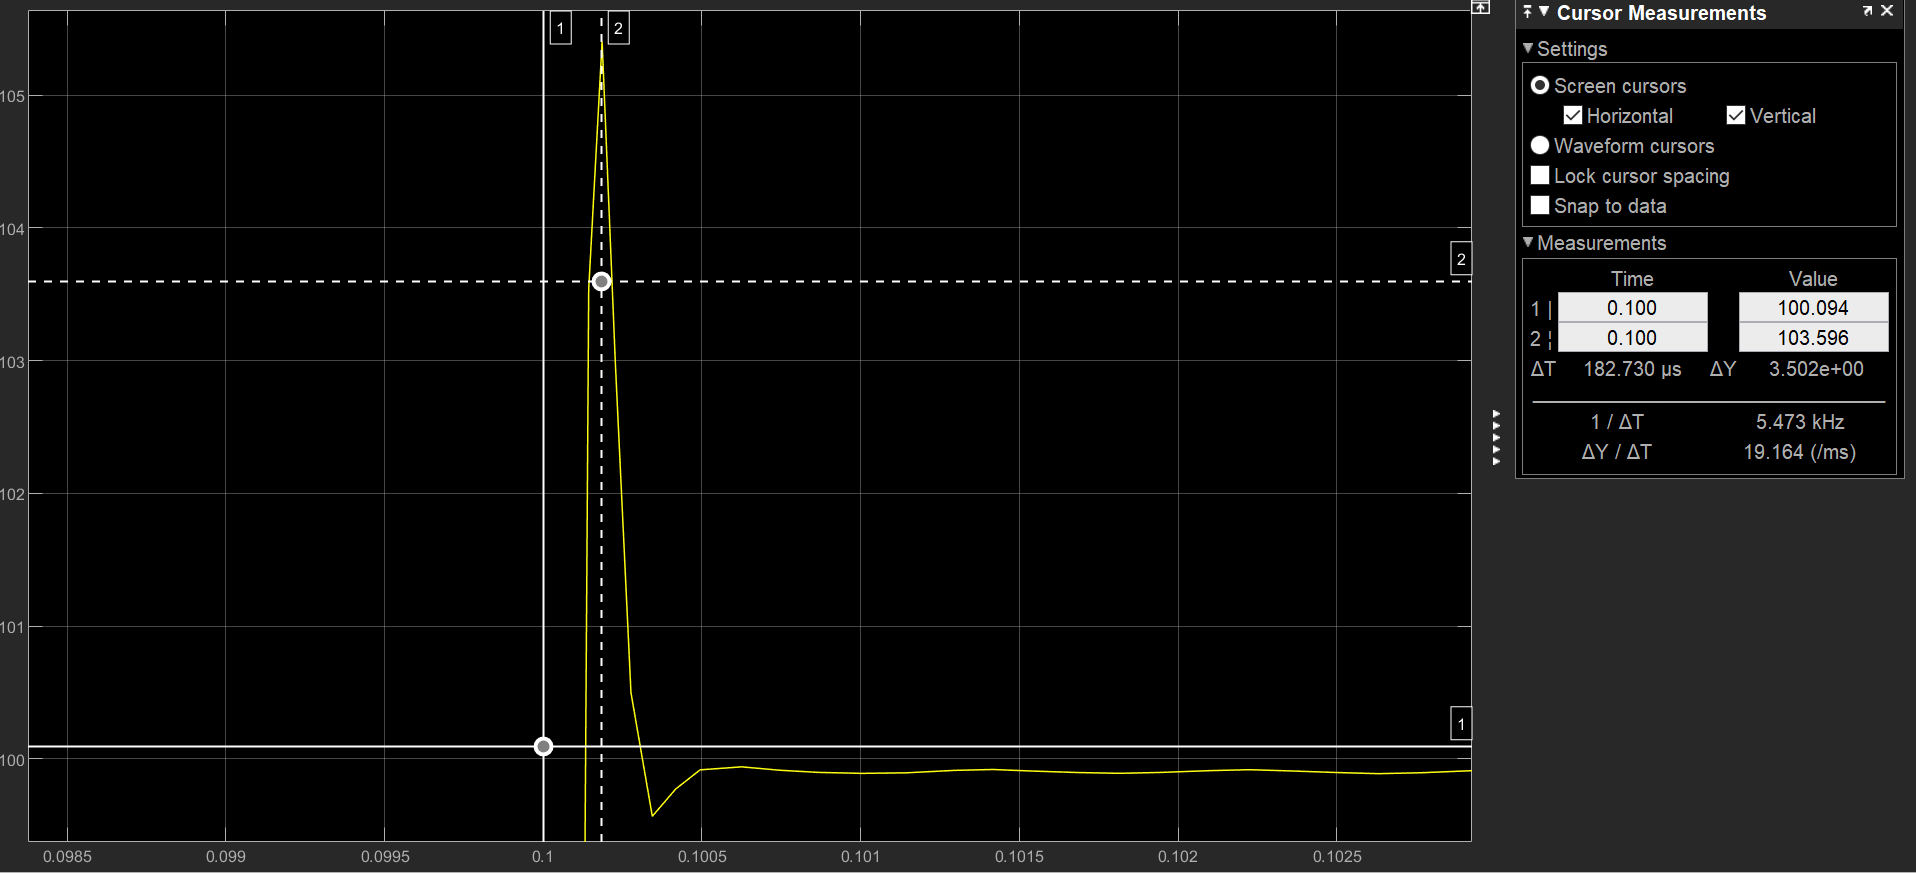 1 2
105
104
103
102
101
100
2
1
0.0985 0.099 0.0995 0.1 0.1005 0.101 0.1015 0.102 0.1025
Cursor Measurements
Settings
Screen cursors
Horizontal Vertical
Waveform cursors
Lock cursor spacing
Snap to data
Measurements
Time Value
1 | 0.100 100.094
2 ¦ 0.100 103.596
ΔT 182.730 µs ΔY 3.502e+00
1 / ΔT 5.473 kHz
ΔY / ΔT 19.164 (/ms)